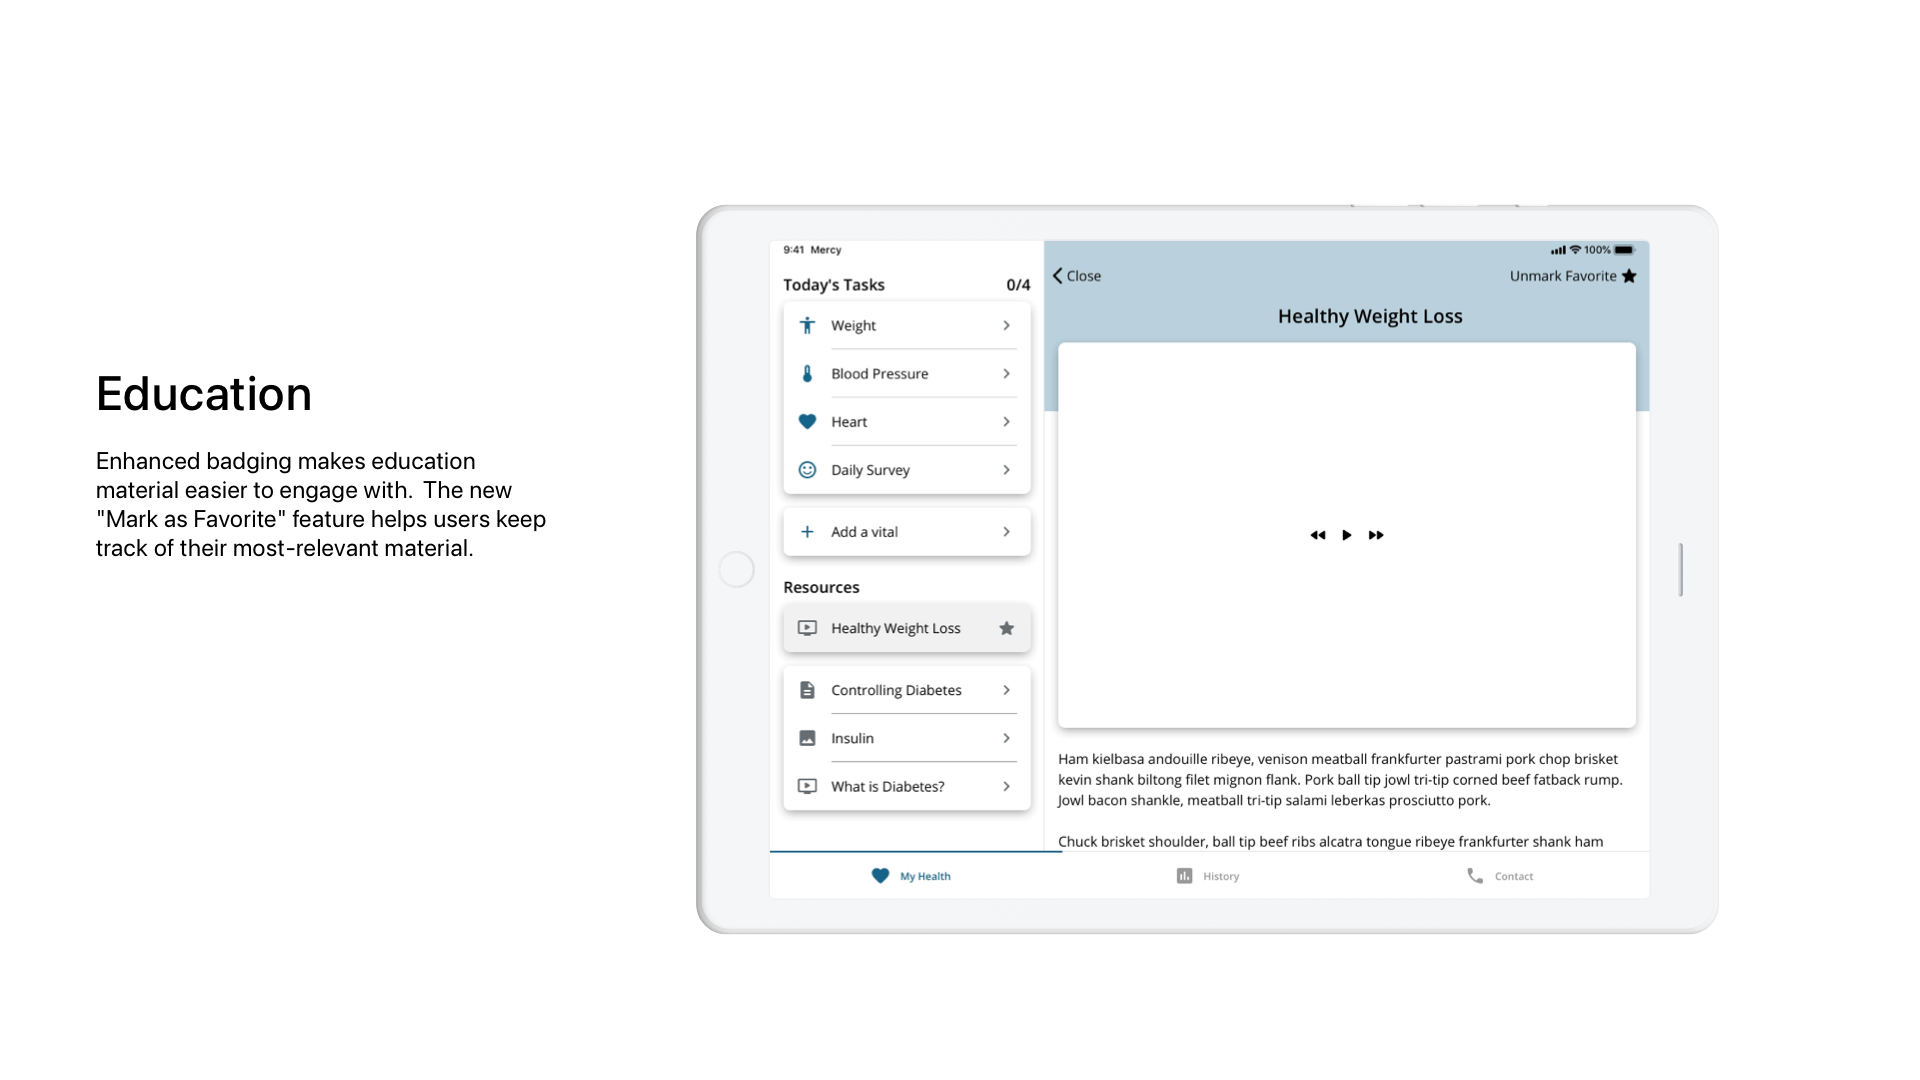 Education
Enhanced badging makes education
material easier to engage with.  The new
"Mark as Favorite" feature helps users keep
track of their most-relevant material.
9:41 Mercy
100%
Today's Tasks 0/4
Weight
Blood Pressure
Heart
Daily Survey
Add a vital
Resources
Healthy Weight Loss
Controlling Diabetes
Insulin
What is Diabetes?
Close
Unmark Favorite
Healthy Weight Loss
Ham kielbasa andouille ribeye, venison meatball frankfurter pastrami pork chop brisket
kevin shank biltong filet mignon flank. Pork ball tip jowl tri-tip corned beef fatback rump.
Jowl bacon shankle, meatball tri-tip salami leberkas prosciutto pork.
Chuck brisket shoulder, ball tip beef ribs alcatra tongue ribeye frankfurter shank ham
My Health
History
Contact